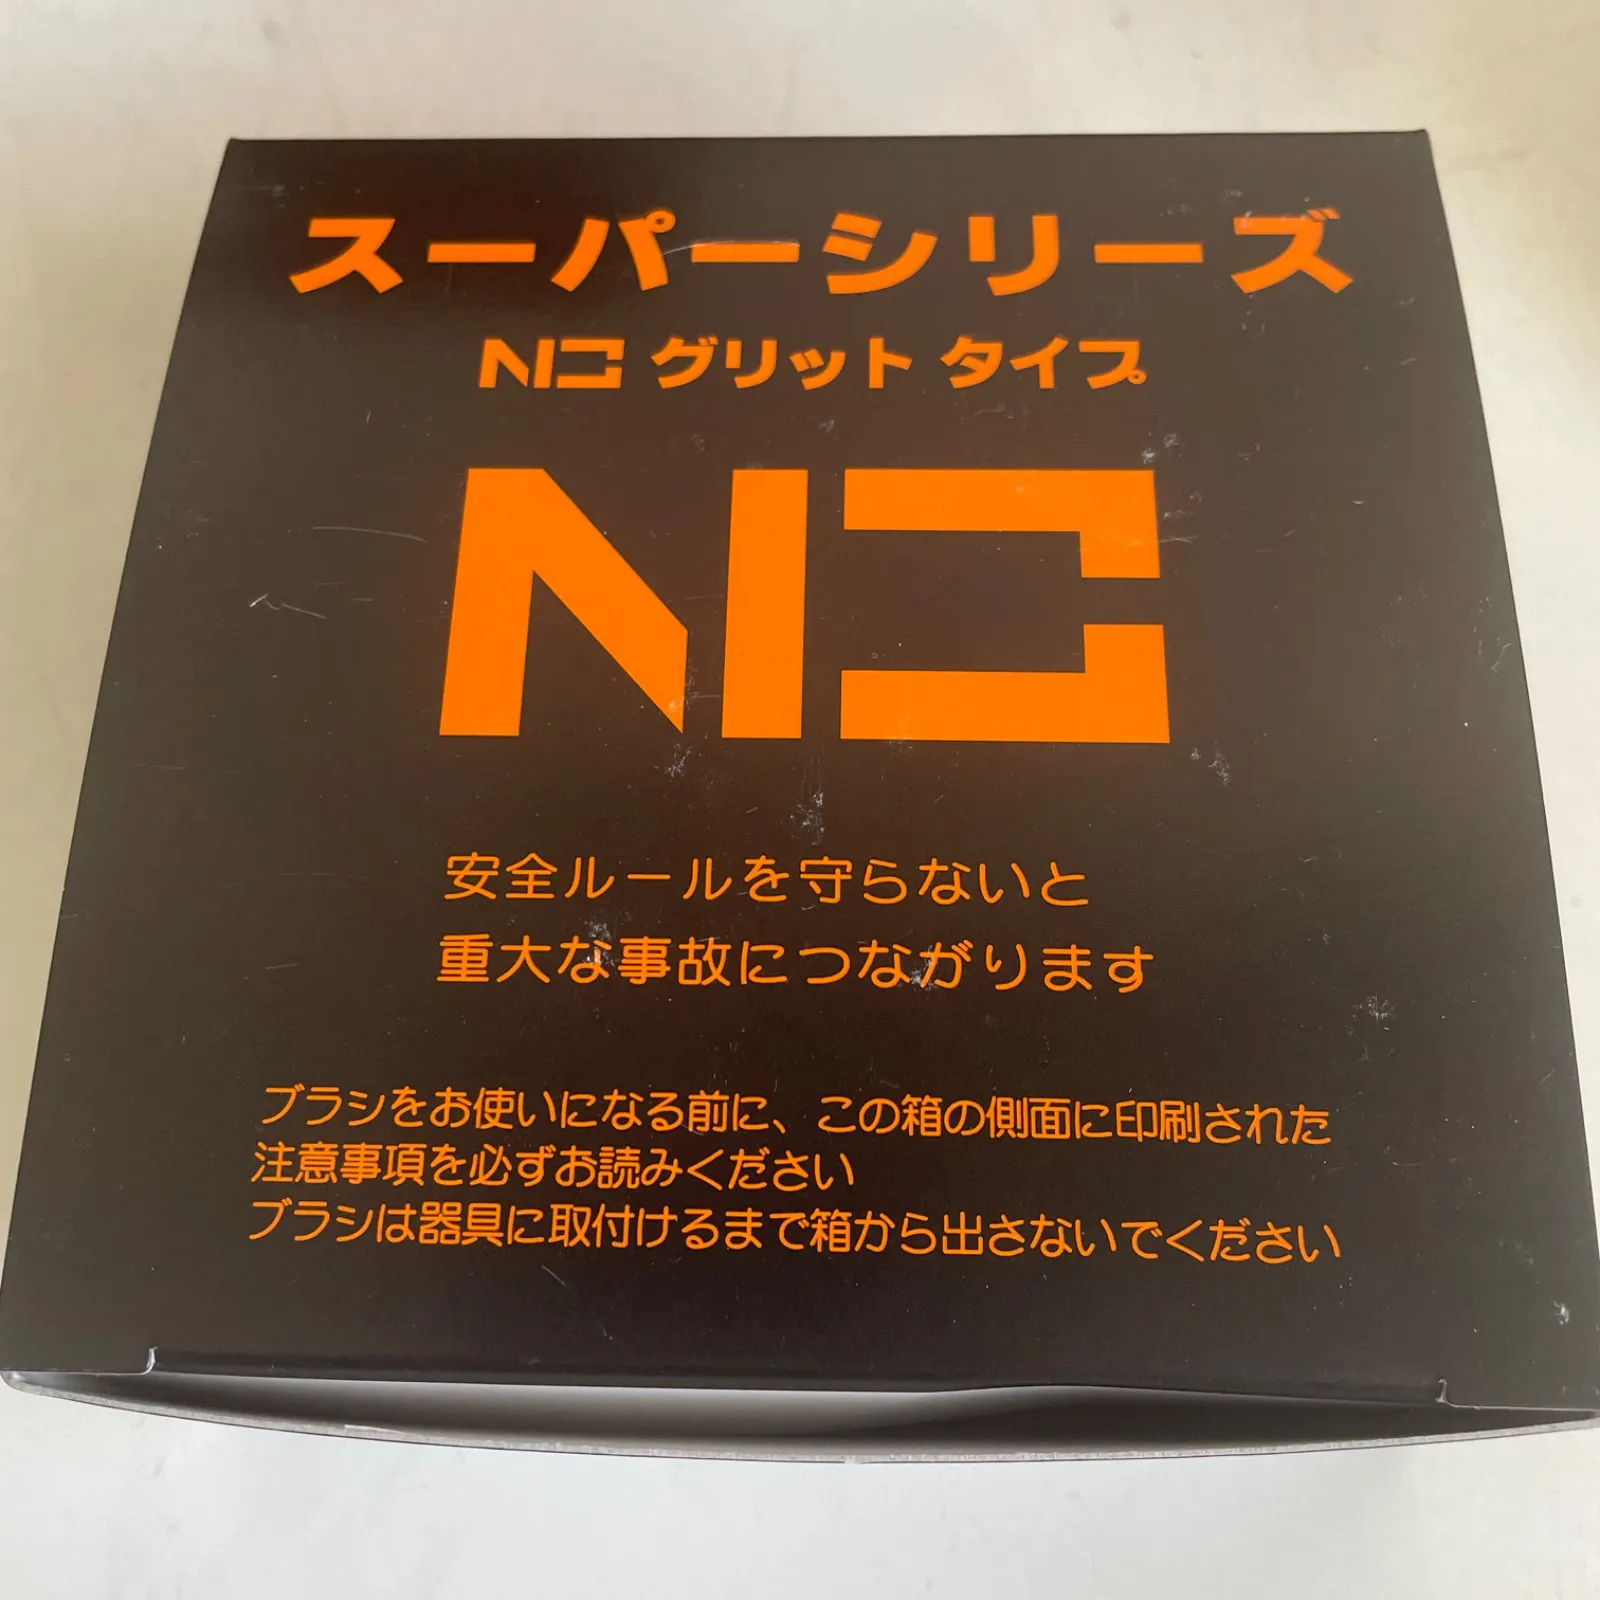 スーパーシリーズ
NC グリット タイプ
NC
安全ルールを守らないと
重大な事故につながります
ブラシをお使いになる前に、この箱の側面に印刷された
注意事項を必ずお読みください
ブラシは器具に取付けるまで箱から出さないでください